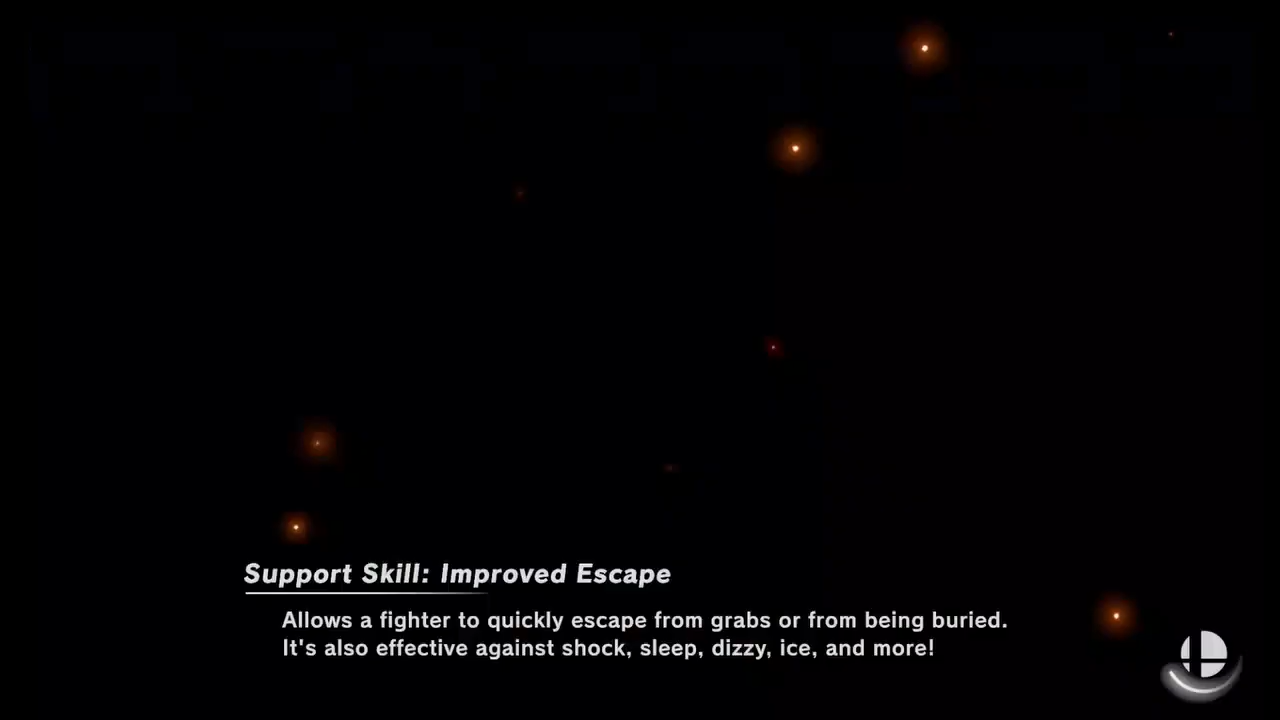 Support Skill: Improved Escape
Allows a fighter to quickly escape from grabs or from being buried.
It's also effective against shock, sleep, dizzy, ice, and more!